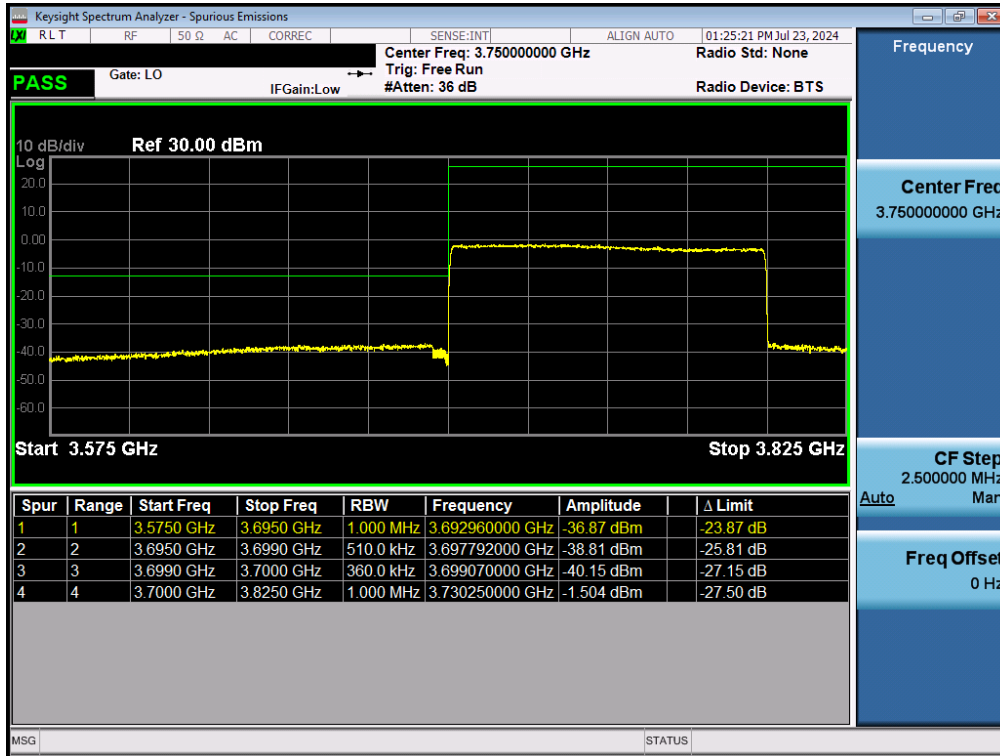 Keysight Spectrum Analyzer - Spurious Emissions
LXI RLT RF 50 Ω AC CORREC SENSE:INT ALIGN AUTO 01:25:21 PM Jul 23, 2024
Center Freq: 3.750000000 GHz Radio Std: None
Gate: LO Trig: Free Run
PASS IFGain:Low #Atten: 36 dB Radio Device: BTS
Frequency
10 dB/div Ref 30.00 dBm
Log
20.0
10.0
0.00
-10.0
-20.0
-30.0
-40.0
-50.0
-60.0
Start 3.575 GHz Stop 3.825 GHz
Spur Range Start Freq Stop Freq RBW Frequency Amplitude Δ Limit
1 1 3.5750 GHz 3.6950 GHz 1.000 MHz 3.692960000 GHz -36.87 dBm -23.87 dB
2 2 3.6950 GHz 3.6990 GHz 510.0 kHz 3.697792000 GHz -38.81 dBm -25.81 dB
3 3 3.6990 GHz 3.7000 GHz 360.0 kHz 3.699070000 GHz -40.15 dBm -27.15 dB
4 4 3.7000 GHz 3.8250 GHz 1.000 MHz 3.730250000 GHz -1.504 dBm -27.50 dB
Center Freq
3.750000000 GHz
CF Step
2.500000 MHz
Auto Man
Freq Offset
0 Hz
MSG STATUS